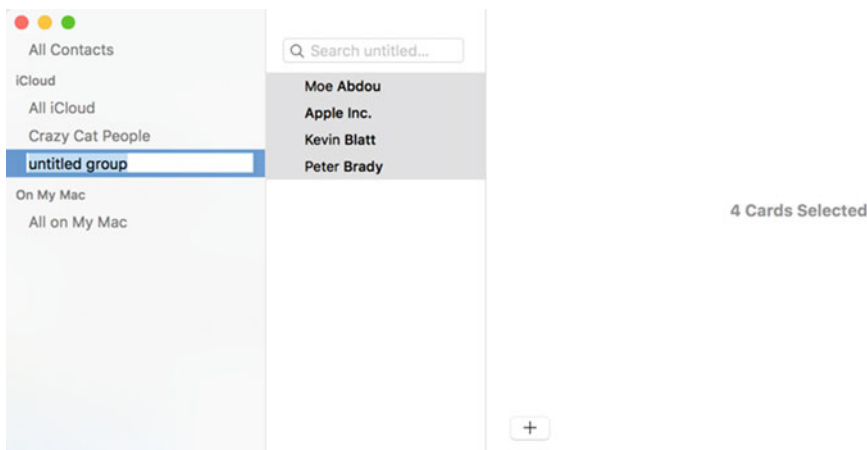 All Contacts
iCloud
All iCloud
Crazy Cat People
untitled group
On My Mac
All on My Mac
Search untitled...
Moe Abdou
Apple Inc.
Kevin Blatt
Peter Brady
4 Cards Selected
+